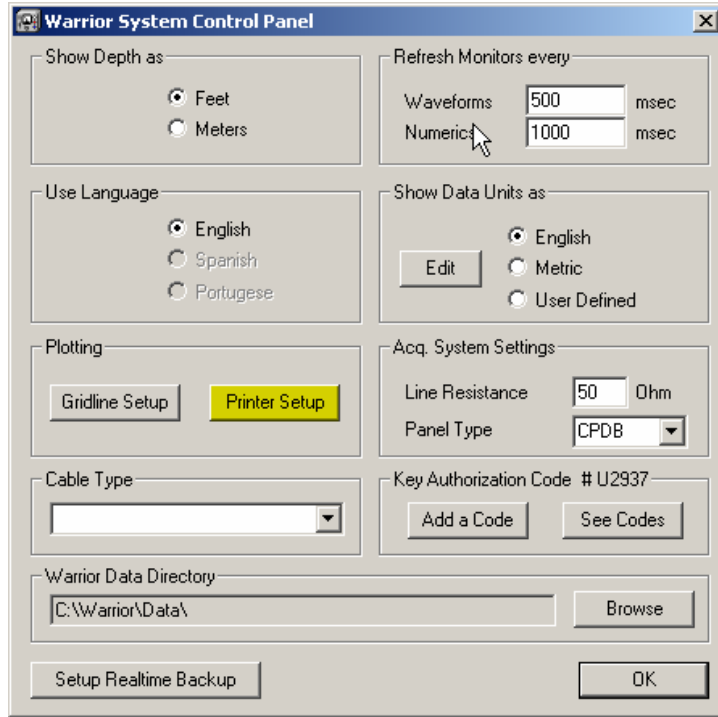 Warrior System Control Panel
Show Depth as
Feet
Meters
Refresh Monitors every
Waveforms 500 msec
Numerics 1000 msec
Use Language
English
Spanish
Portugese
Show Data Units as
Edit
English
Metric
User Defined
Plotting
Gridline Setup Printer Setup
Acq. System Settings
Line Resistance 50 Ohm
Panel Type CPDB
Cable Type
Key Authorization Code # U2937
Add a Code See Codes
Warrior Data Directory
C:\Warrior\Data\ Browse
Setup Realtime Backup OK